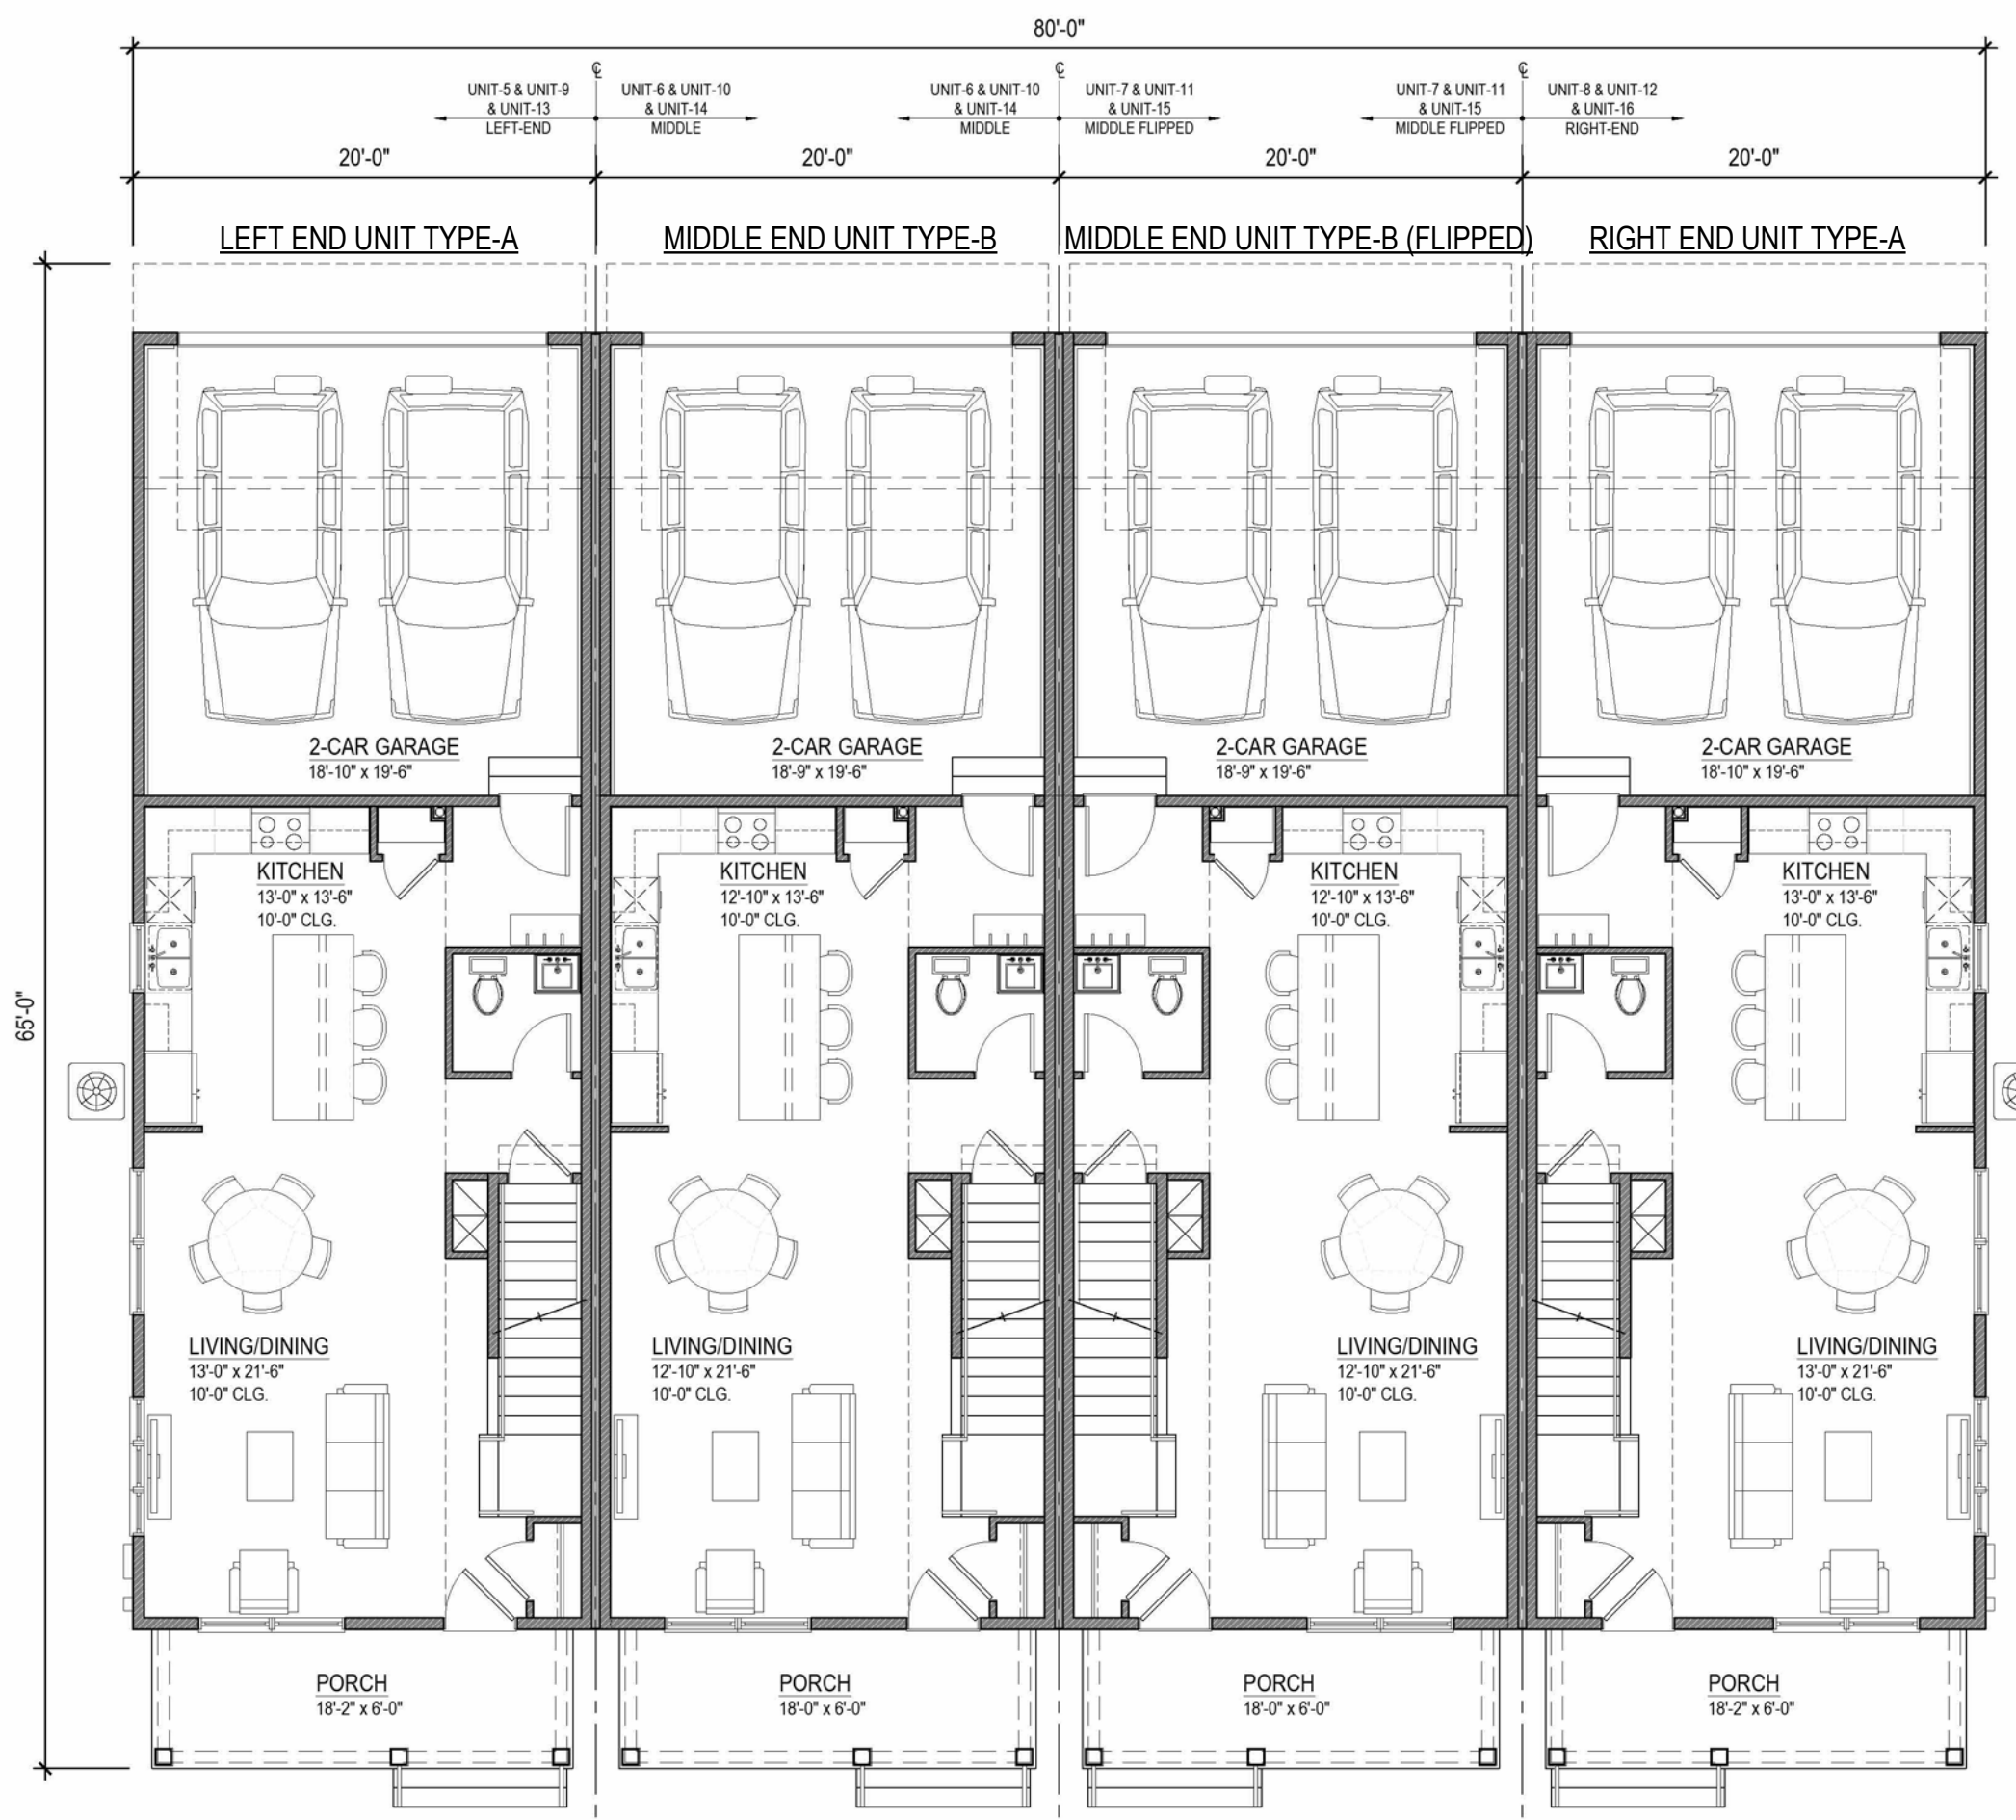 80'-0"
℄ ℄ ℄
UNIT-5 & UNIT-9 UNIT-6 & UNIT-10 UNIT-6 & UNIT-10 UNIT-7 & UNIT-11 UNIT-7 & UNIT-11 UNIT-8 & UNIT-12
& UNIT-13 & UNIT-14 & UNIT-14 & UNIT-15 & UNIT-15 & UNIT-16
LEFT-END MIDDLE MIDDLE MIDDLE FLIPPED MIDDLE FLIPPED RIGHT-END
20'-0" 20'-0" 20'-0" 20'-0"
LEFT END UNIT TYPE-A MIDDLE END UNIT TYPE-B MIDDLE END UNIT TYPE-B (FLIPPED) RIGHT END UNIT TYPE-A
2-CAR GARAGE 2-CAR GARAGE 2-CAR GARAGE 2-CAR GARAGE
18'-10" x 19'-6" 18'-9" x 19'-6" 18'-9" x 19'-6" 18'-10" x 19'-6"
KITCHEN KITCHEN KITCHEN KITCHEN
13'-0" x 13'-6" 12'-10" x 13'-6" 12'-10" x 13'-6" 13'-0" x 13'-6"
10'-0" CLG. 10'-0" CLG. 10'-0" CLG. 10'-0" CLG.
65'-0"
LIVING/DINING LIVING/DINING LIVING/DINING LIVING/DINING
13'-0" x 21'-6" 12'-10" x 21'-6" 12'-10" x 21'-6" 13'-0" x 21'-6"
10'-0" CLG. 10'-0" CLG. 10'-0" CLG. 10'-0" CLG.
PORCH PORCH PORCH PORCH
18'-2" x 6'-0" 18'-0" x 6'-0" 18'-0" x 6'-0" 18'-2" x 6'-0"